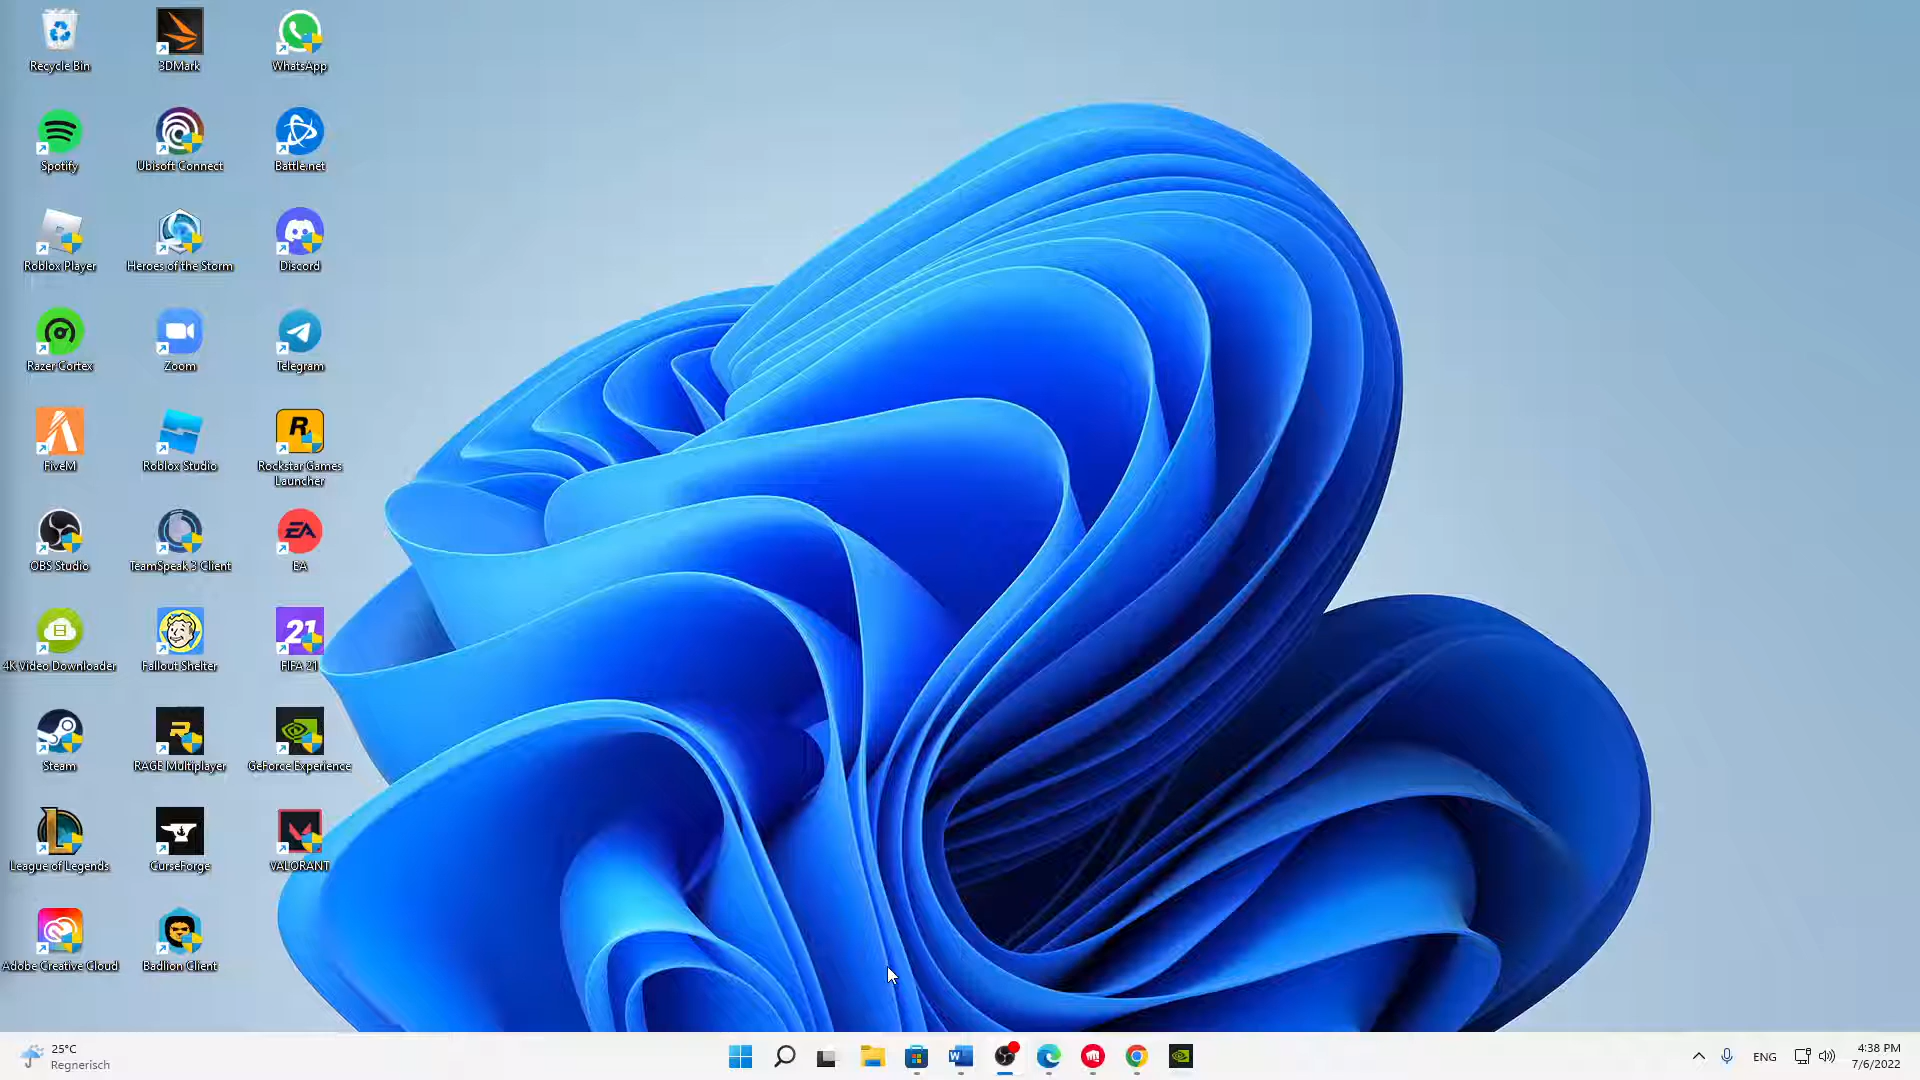 Recycle Bin
3DMark
WhatsApp
Spotify
Ubisoft Connect
Battle.net
Roblox Player
Heroes of the Storm
Discord
Razer Cortex
Zoom
Telegram
FiveM
Roblox Studio
R
Rockstar Games
Launcher
OBS Studio
TeamSpeak 3 Client
EA
EA
4K Video Downloader
Fallout Shelter
21
FIFA 21
Steam
R
RAGE Multiplayer
GeForce Experience
League of Legends
CurseForge
VALORANT
Adobe Creative Cloud
Badlion Client
25°C
Regnerisch
W
ENG
4:38 PM
7/6/2022